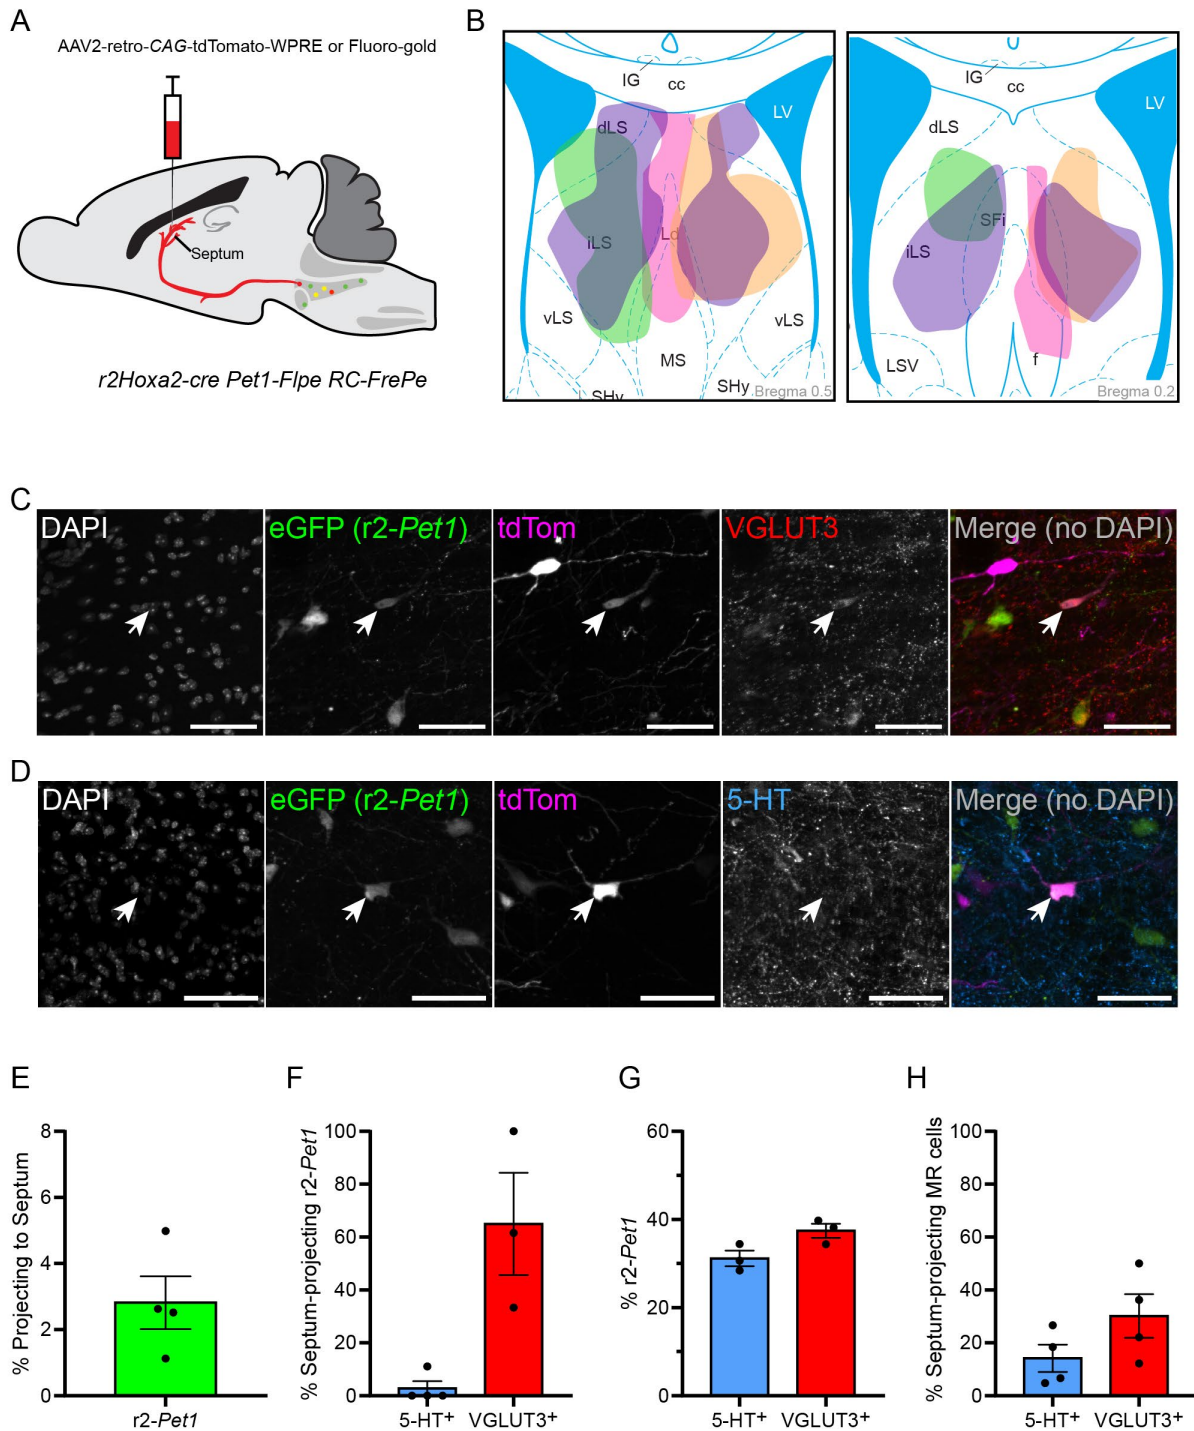 A
AAV2-retro-CAG-tdTomato-WPRE or Fluoro-gold
Septum
r2Hoxa2-cre Pet1-Flpe RC-FrePe
B
IG
cc
LV
dLS
iLS
Ld
vLS
vLS
MS
SHy
SHy
Bregma 0.5
IG
cc
LV
dLS
SFi
iLS
LSV
f
Bregma 0.2
C
DAPI
eGFP (r2-Pet1)
tdTom
VGLUT3
Merge (no DAPI)
D
DAPI
eGFP (r2-Pet1)
tdTom
5-HT
Merge (no DAPI)
E
% Projecting to Septum
8
6
4
2
0
r2-Pet1
F
% Septum-projecting r2-Pet1
100
80
60
40
20
0
5-HT+
VGLUT3+
G
% r2-Pet1
60
40
20
0
5-HT+
VGLUT3+
H
% Septum-projecting MR cells
100
80
60
40
20
0
5-HT+
VGLUT3+